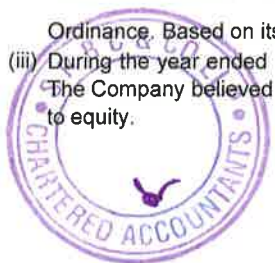 Ordinance. Based on its
(iii) During the year ended
The Company believed
to equity.
CHARTERED ACCOUNTANTS